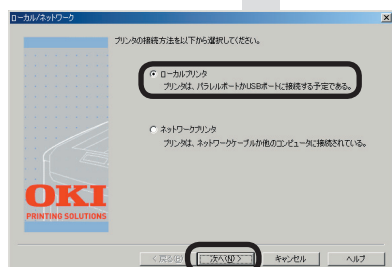 ローカル/ネットワーク
プリンタの接続方法を以下から選択してください。
ローカルプリンタ
プリンタは、パラレルポートかUSBポートに接続する予定である。
ネットワークプリンタ
プリンタは、ネットワークケーブルか他のコンピュータに接続されている。
OKI
PRINTING SOLUTIONS
< 戻る(B) 次へ(N) > キャンセル ヘルプ